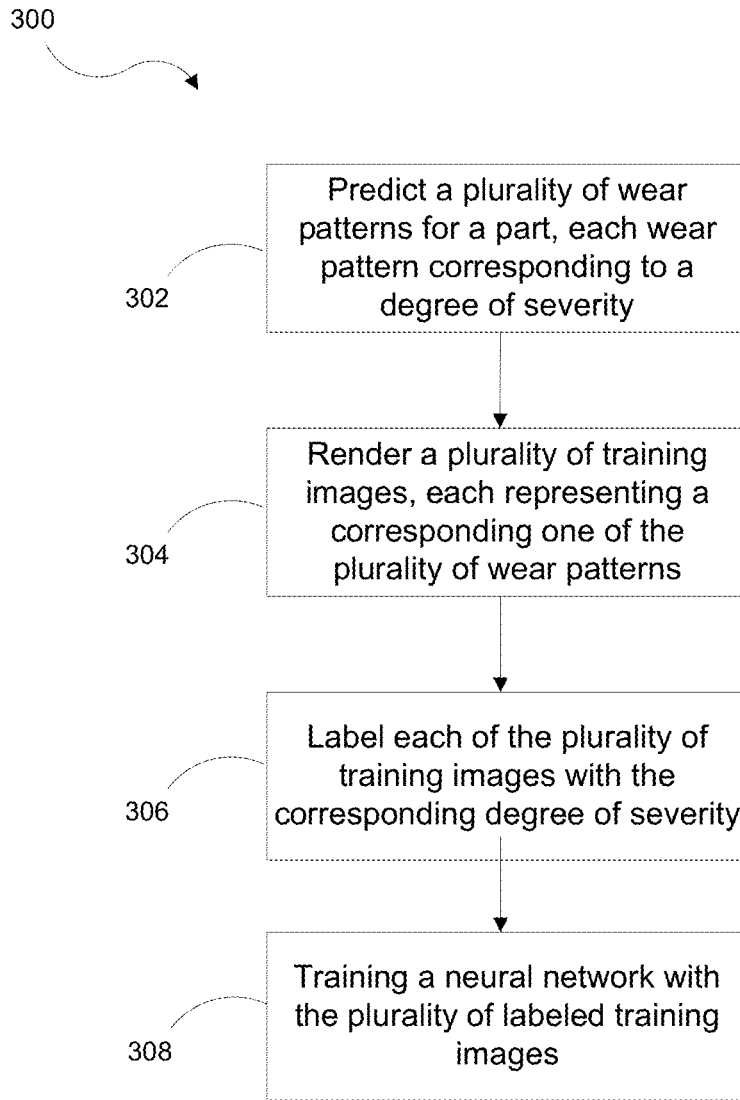 300
Predict a plurality of wear
patterns for a part, each wear
pattern corresponding to a
degree of severity
302
Render a plurality of training
images, each representing a
corresponding one of the
plurality of wear patterns
304
Label each of the plurality of
training images with the
corresponding degree of severity
306
Training a neural network with
the plurality of labeled training
images
308